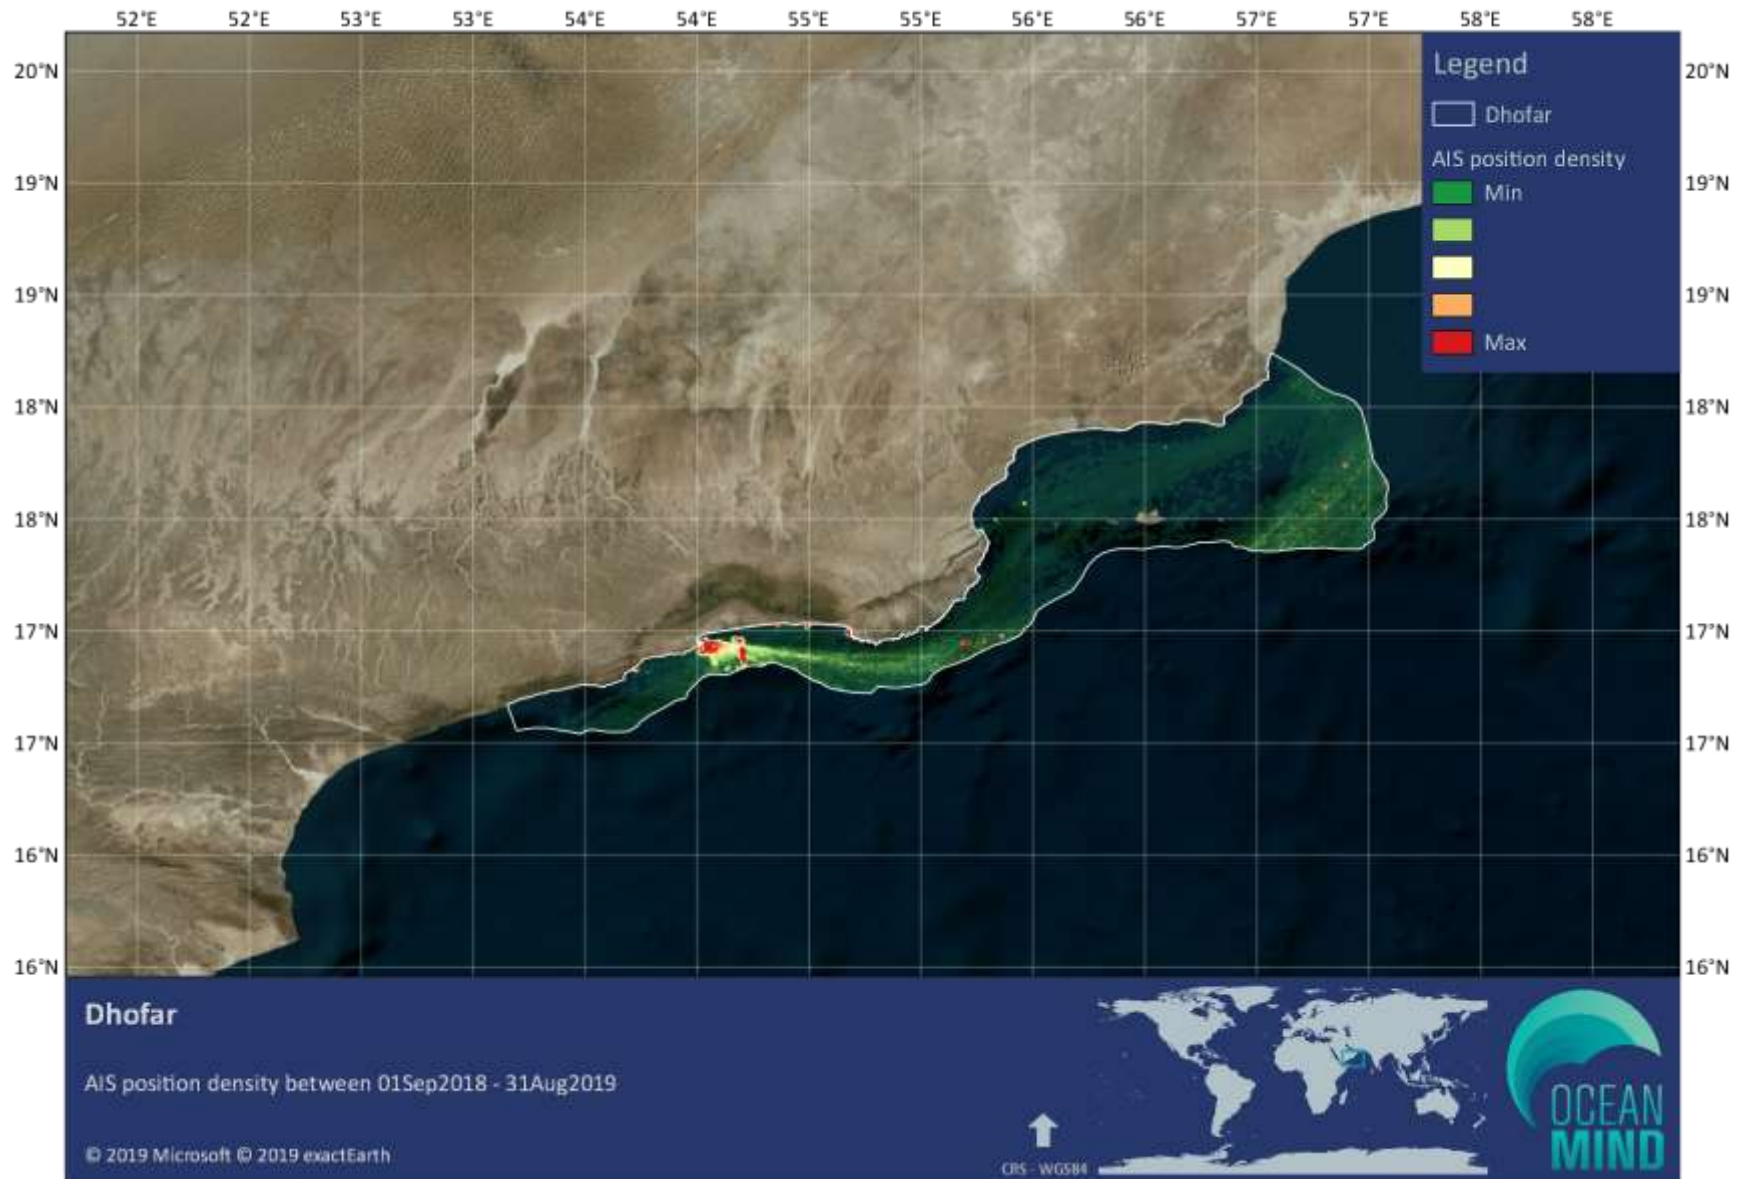 52°E 52°E 53°E 53°E 54°E 54°E 55°E 55°E 56°E 56°E 57°E 57°E 58°E 58°E
Legend
20°N 20°N
Dhofar
AIS position density
19°N 19°N
Min
19°N 19°N
Max
18°N 18°N
18°N 18°N
17°N 17°N
17°N 17°N
16°N 16°N
16°N 16°N
Dhofar
AIS position density between 01Sep2018 - 31Aug2019
© 2019 Microsoft © 2019 exactEarth
CRS - WGS84
OCEAN
MIND